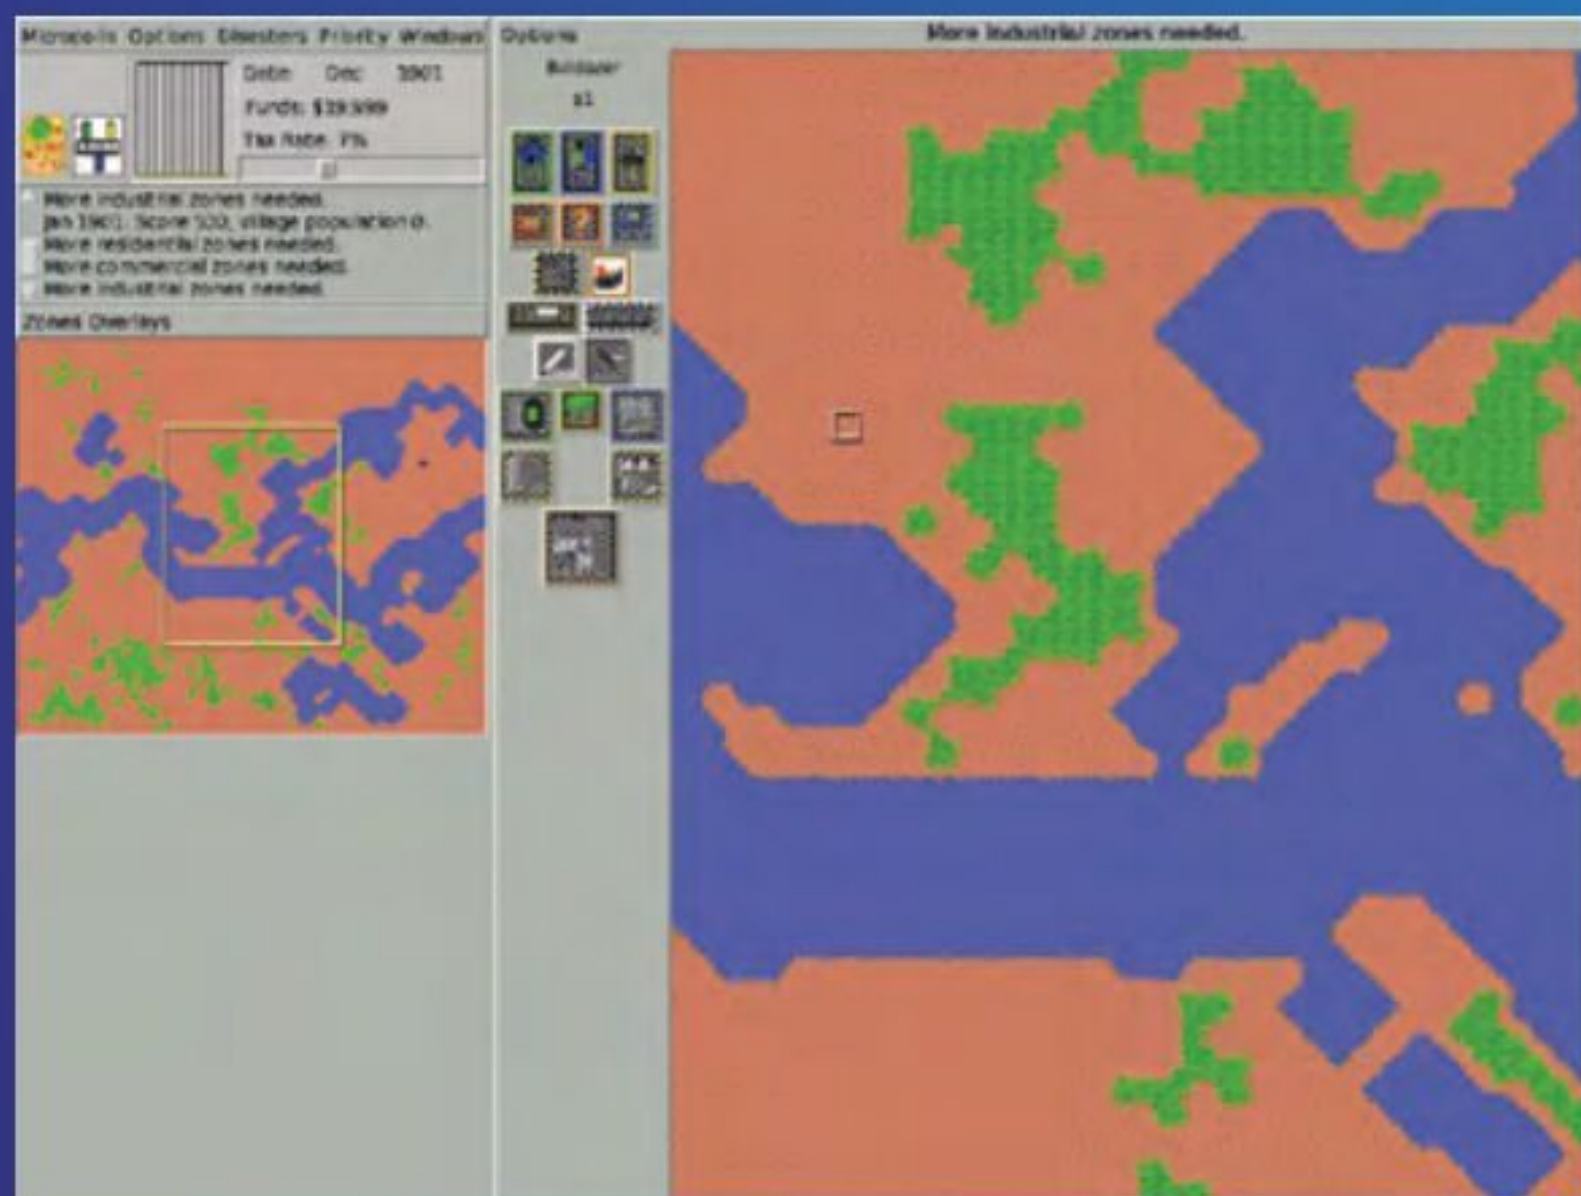 Micropolis Options Disasters Priority Windows
Date: Dec 1901
Funds: $19,999
Tax Rate: 7%
More industrial zones needed.
Jan 1901. Score 500, Village population 0.
More residential zones needed.
More commercial zones needed.
More industrial zones needed.
Zones Overlays
Options
Bulldozer
$1
More industrial zones needed.